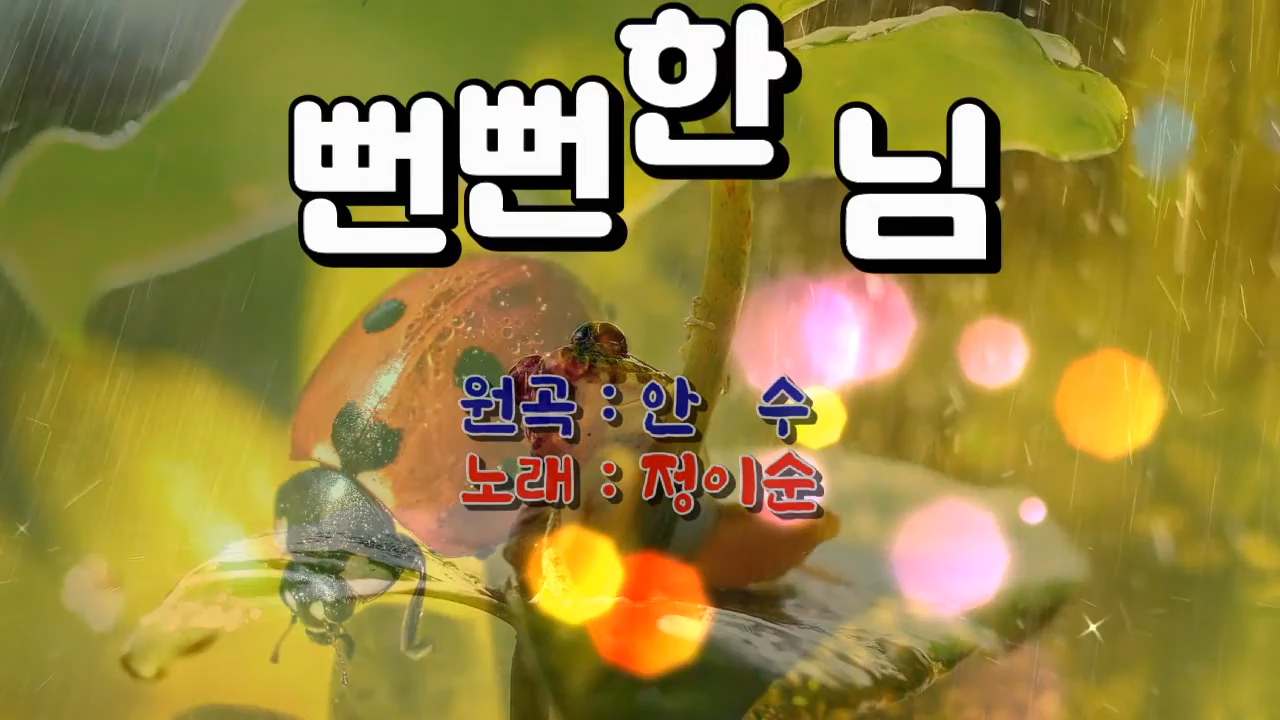 뻔뻔한 님
원곡 : 안 수
노래 : 정이순